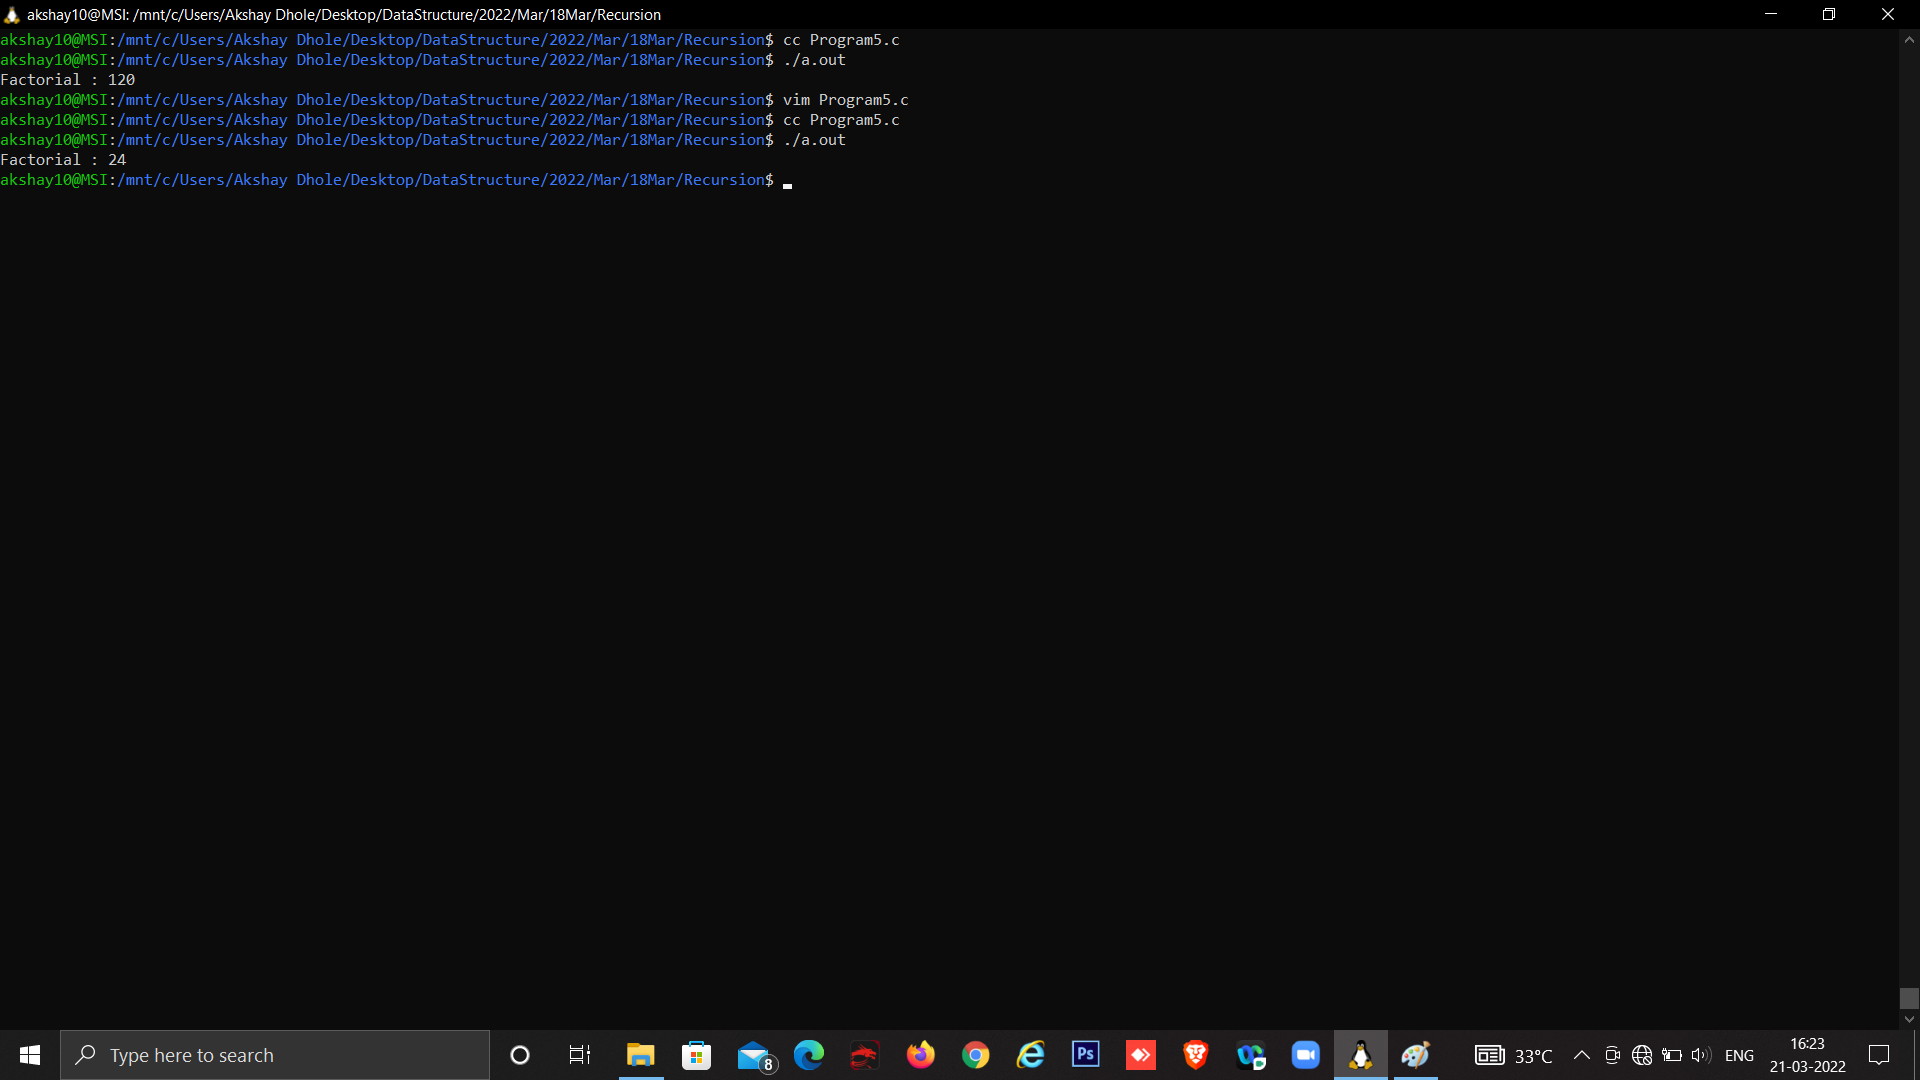 akshay10@MSI: /mnt/c/Users/Akshay Dhole/Desktop/DataStructure/2022/Mar/18Mar/Recursion
akshay10@MSI:/mnt/c/Users/Akshay Dhole/Desktop/DataStructure/2022/Mar/18Mar/Recursion$ cc Program5.c
akshay10@MSI:/mnt/c/Users/Akshay Dhole/Desktop/DataStructure/2022/Mar/18Mar/Recursion$ ./a.out
Factorial : 120
akshay10@MSI:/mnt/c/Users/Akshay Dhole/Desktop/DataStructure/2022/Mar/18Mar/Recursion$ vim Program5.c
akshay10@MSI:/mnt/c/Users/Akshay Dhole/Desktop/DataStructure/2022/Mar/18Mar/Recursion$ cc Program5.c
akshay10@MSI:/mnt/c/Users/Akshay Dhole/Desktop/DataStructure/2022/Mar/18Mar/Recursion$ ./a.out
Factorial : 24
akshay10@MSI:/mnt/c/Users/Akshay Dhole/Desktop/DataStructure/2022/Mar/18Mar/Recursion$
Type here to search
8
Ps
33°C
ENG
16:23
21-03-2022